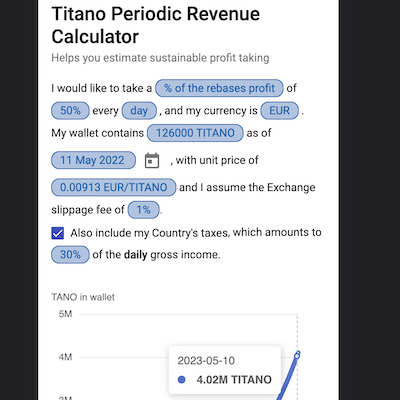 Titano Periodic Revenue
Calculator
Helps you estimate sustainable profit taking
I would like to take a % of the rebases profit of
50% every day , and my currency is EUR .
My wallet contains 126000 TITANO as of
11 May 2022 , with unit price of
0.00913 EUR/TITANO and I assume the Exchange
slippage fee of 1%.
Also include my Country's taxes, which amounts to
30% of the daily gross income.
TANO in wallet
5M
4M
2023-05-10
4.02M TITANO